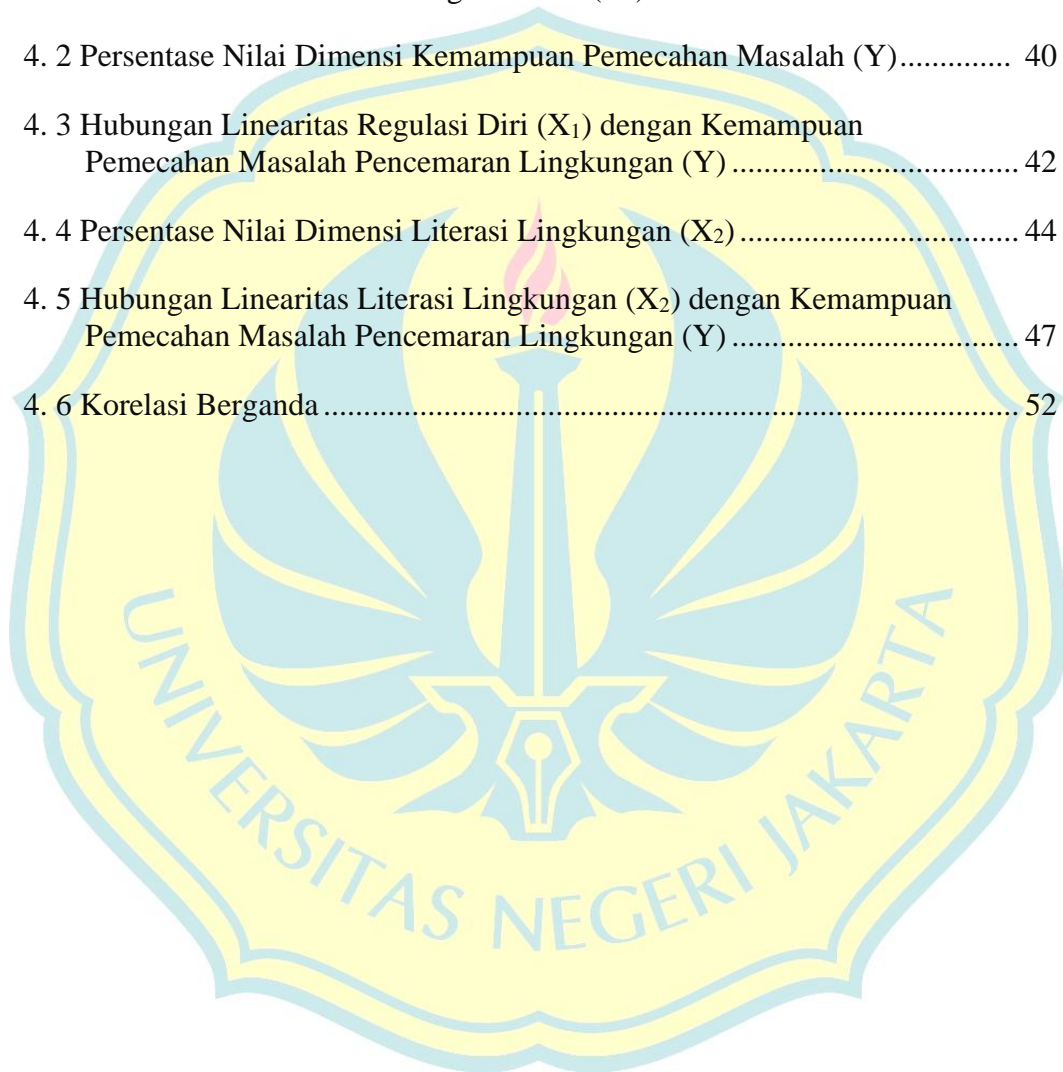 4. 2 Persentase Nilai Dimensi Kemampuan Pemecahan Masalah (Y).............. 40
4. 3 Hubungan Linearitas Regulasi Diri (X₁) dengan Kemampuan
Pemecahan Masalah Pencemaran Lingkungan (Y).................................... 42
4. 4 Persentase Nilai Dimensi Literasi Lingkungan (X₂)................................... 44
4. 5 Hubungan Linearitas Literasi Lingkungan (X₂) dengan Kemampuan
Pemecahan Masalah Pencemaran Lingkungan (Y).................................... 47
4. 6 Korelasi Berganda........................................................................................ 52
UNIVERSITAS NEGERI JAKARTA